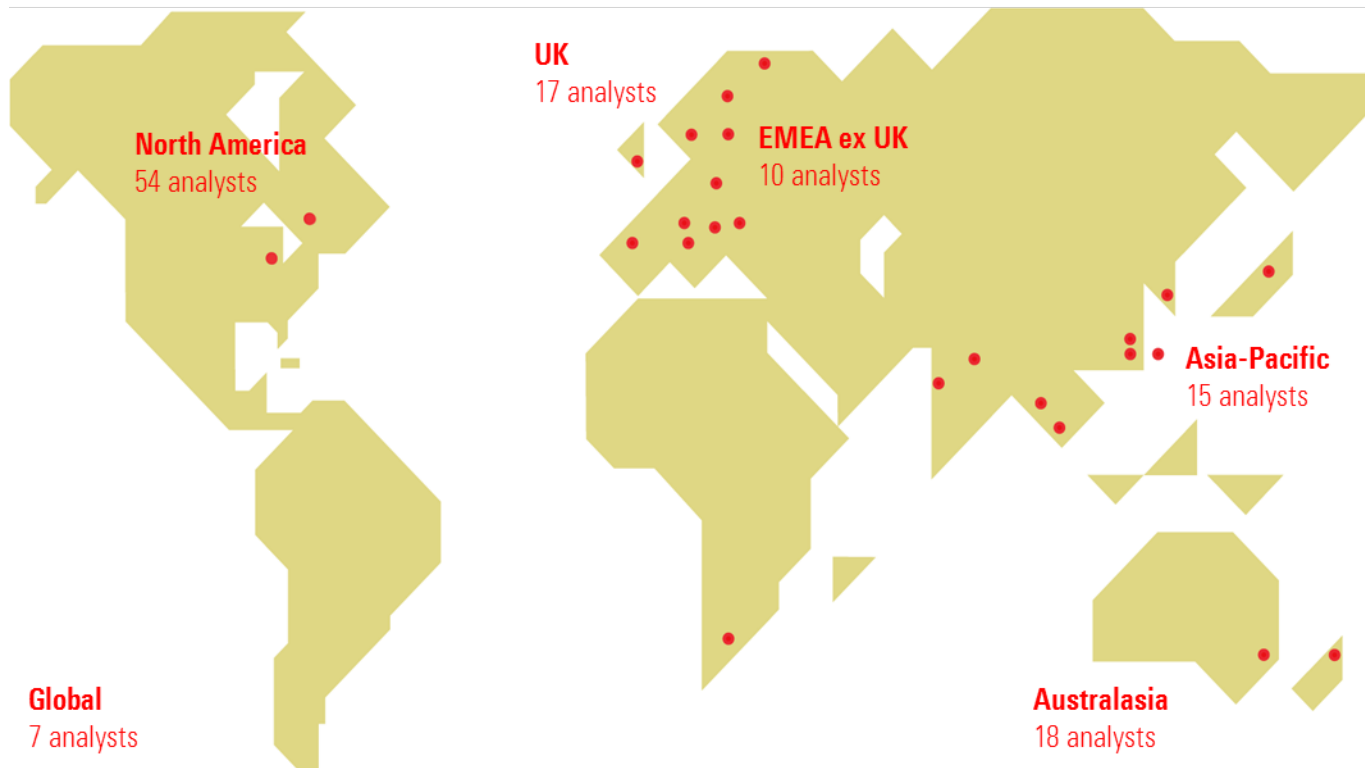 UK
17 analysts
North America
54 analysts
EMEA ex UK
10 analysts
Asia-Pacific
15 analysts
Global
7 analysts
Australasia
18 analysts